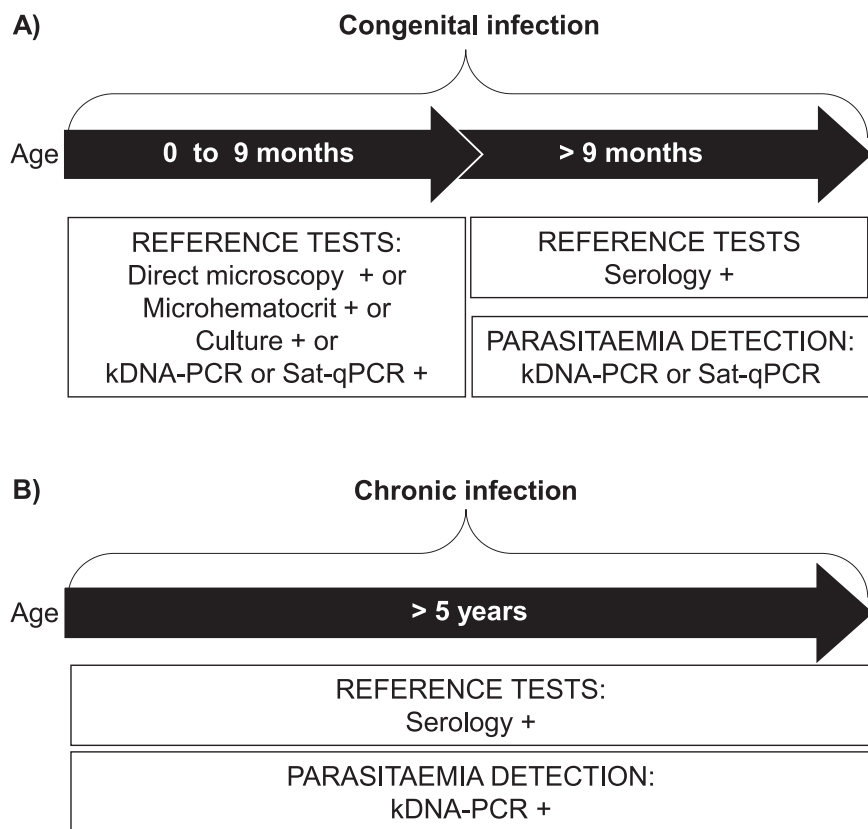 A)
Congenital infection
Age
0 to 9 months
> 9 months
REFERENCE TESTS:
Direct microscopy + or
Microhematocrit + or
Culture + or
kDNA-PCR or Sat-qPCR +
REFERENCE TESTS
Serology +
PARASITAEMIA DETECTION:
kDNA-PCR or Sat-qPCR
B)
Chronic infection
Age
> 5 years
REFERENCE TESTS:
Serology +
PARASITAEMIA DETECTION:
kDNA-PCR +